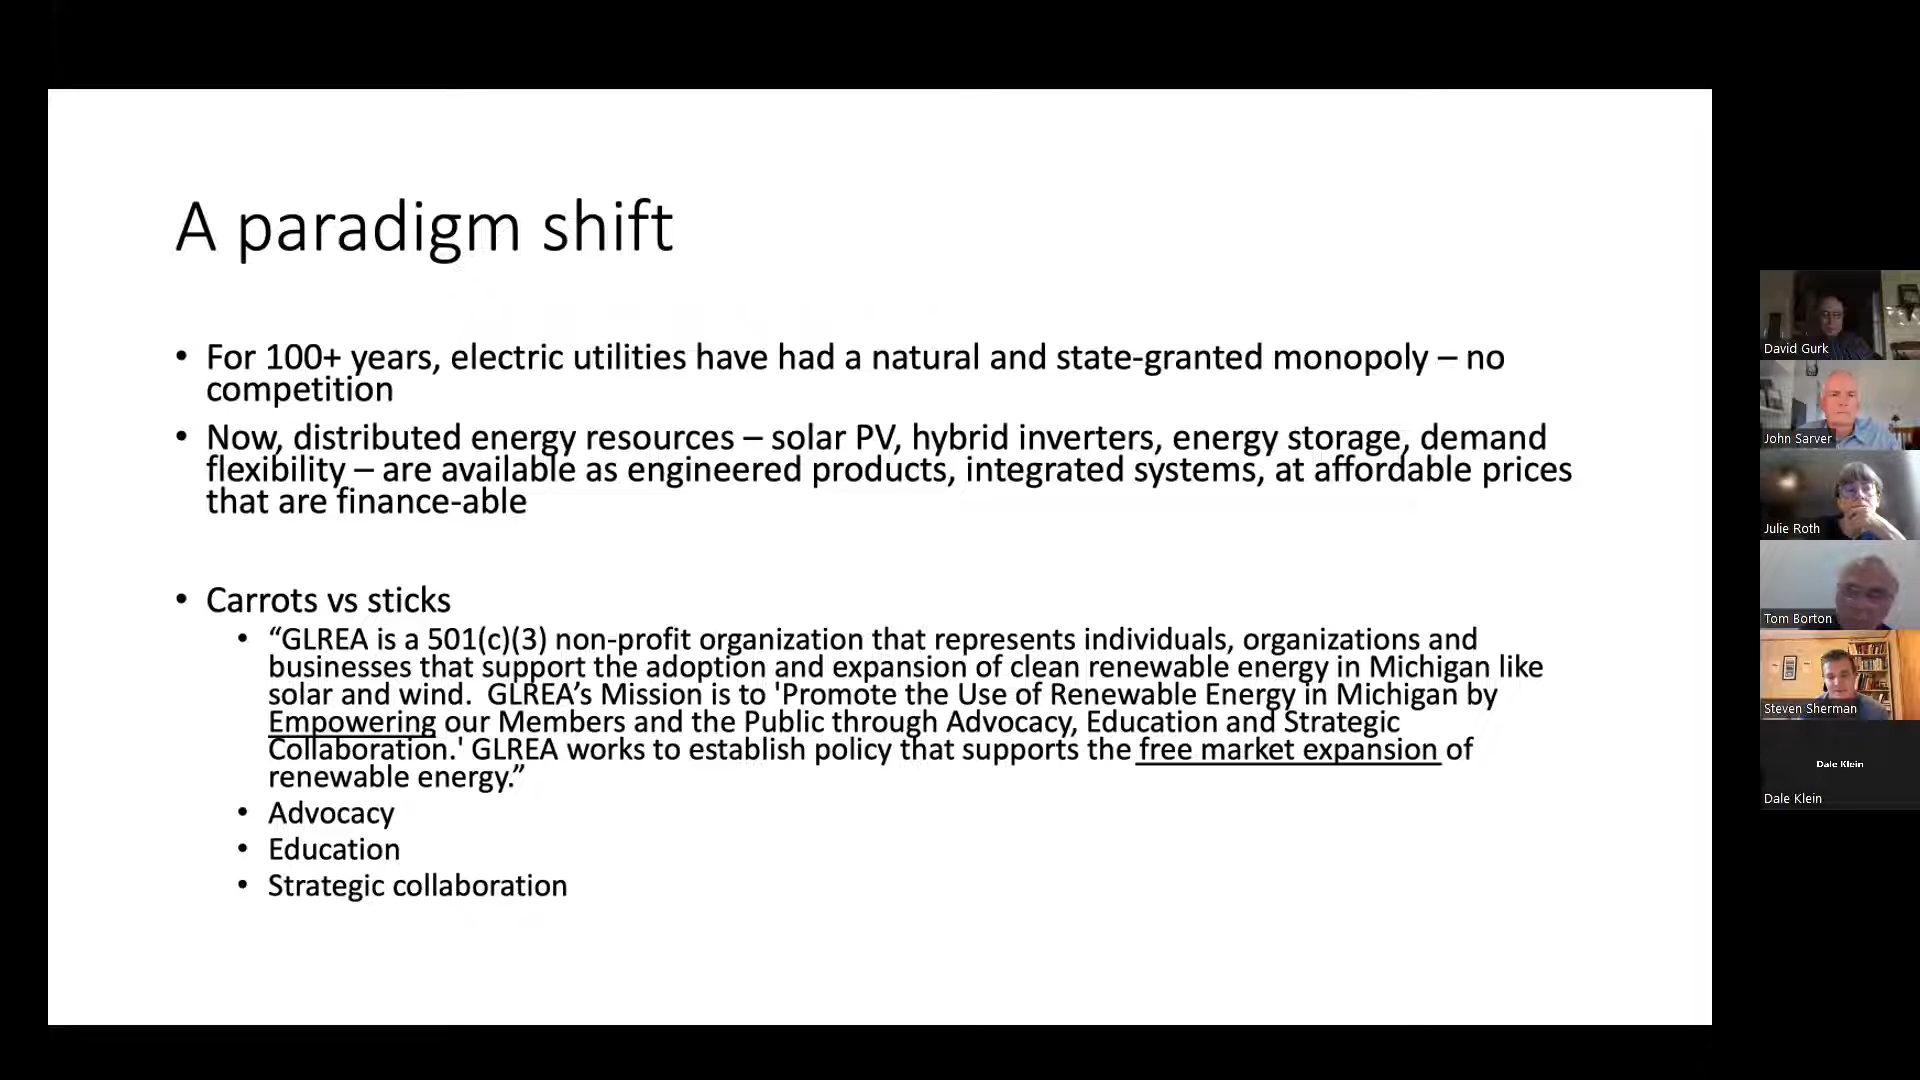 A paradigm shift
• For 100+ years, electric utilities have had a natural and state-granted monopoly – no
competition
• Now, distributed energy resources – solar PV, hybrid inverters, energy storage, demand
flexibility – are available as engineered products, integrated systems, at affordable prices
that are finance-able
• Carrots vs sticks
• “GLREA is a 501(c)(3) non-profit organization that represents individuals, organizations and
businesses that support the adoption and expansion of clean renewable energy in Michigan like
solar and wind.  GLREA’s Mission is to 'Promote the Use of Renewable Energy in Michigan by
Empowering our Members and the Public through Advocacy, Education and Strategic
Collaboration.' GLREA works to establish policy that supports the free market expansion of
renewable energy.”
• Advocacy
• Education
• Strategic collaboration
David Gurk
John Sarver
Julie Roth
Tom Borton
Steven Sherman
Dale Klein
Dale Klein